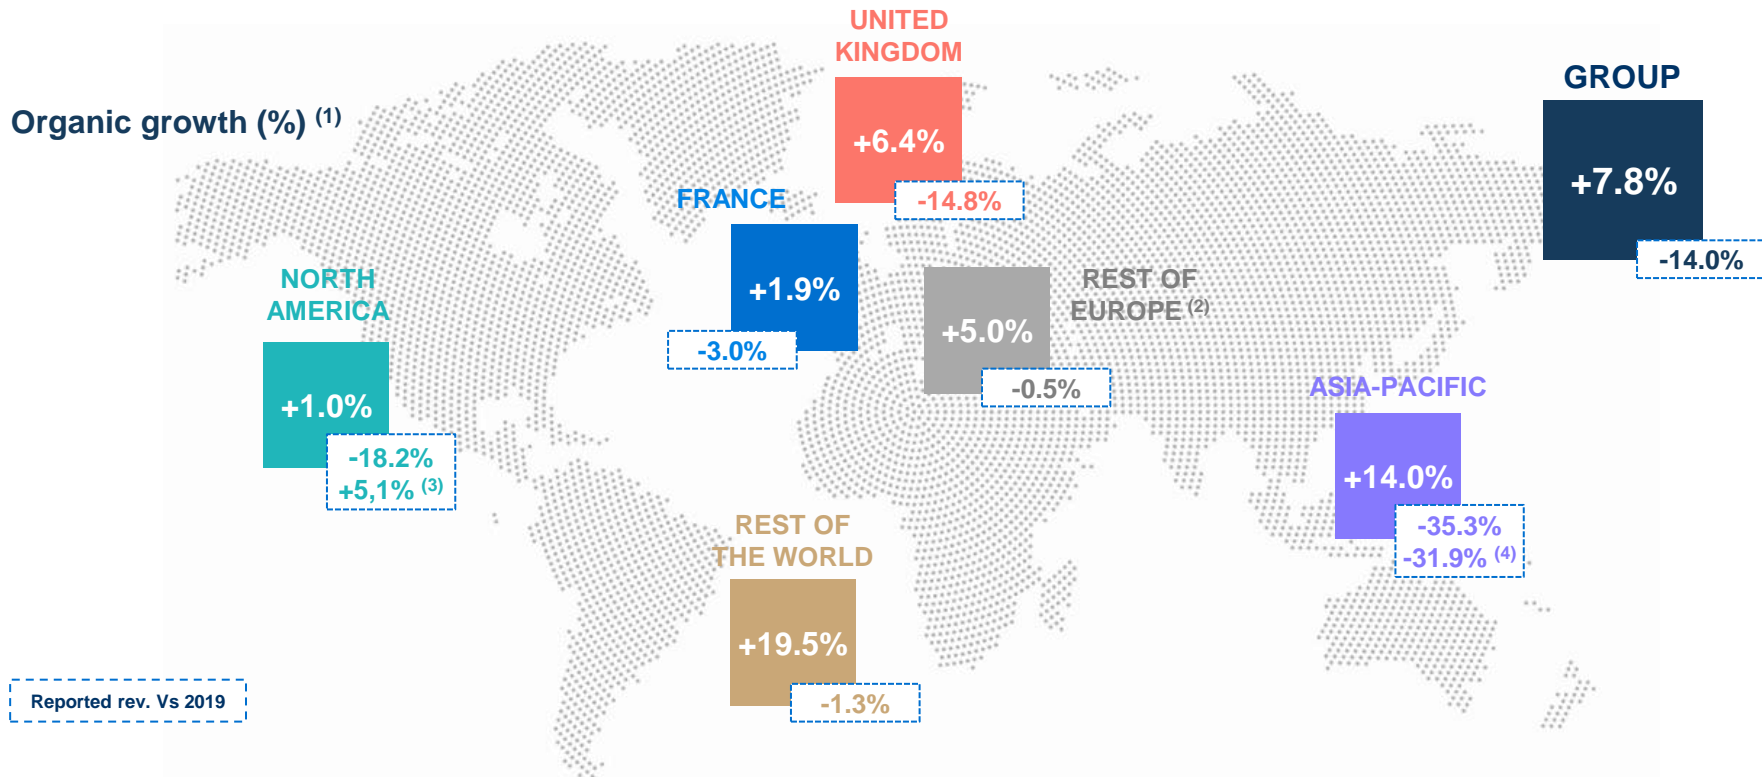 Organic growth (%) (1)
UNITED
KINGDOM
+6.4%
-14.8%
GROUP
+7.8%
-14.0%
FRANCE
+1.9%
-3.0%
NORTH
AMERICA
+1.0%
-18.2%
+5,1% (3)
REST OF
EUROPE (2)
+5.0%
-0.5%
ASIA-PACIFIC
+14.0%
-35.3%
-31.9% (4)
REST OF
THE WORLD
+19.5%
-1.3%
Reported rev. Vs 2019